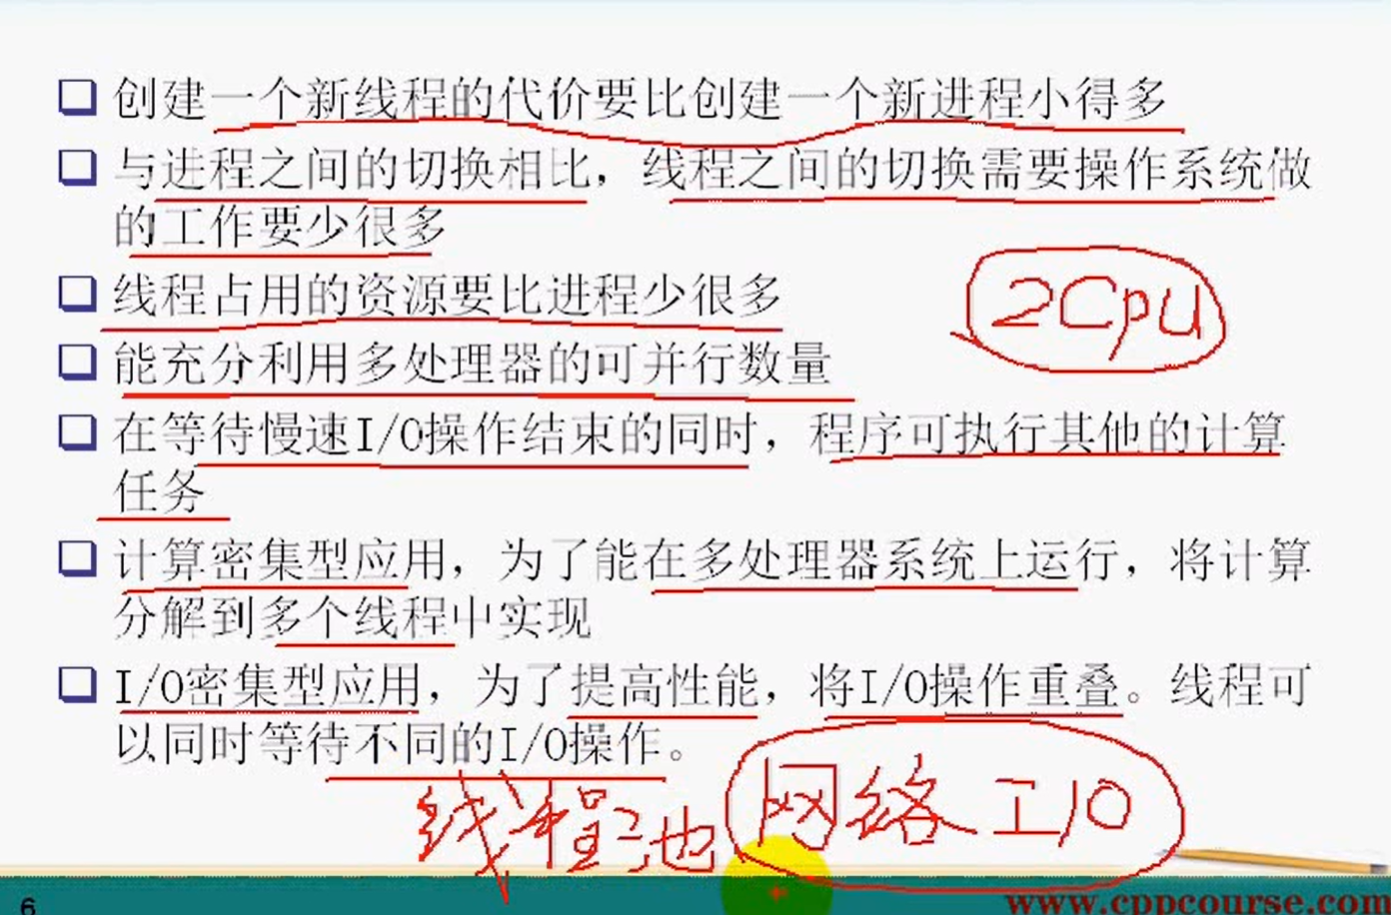 创建一个新线程的代价要比创建一个新进程小得多
与进程之间的切换相比，线程之间的切换需要操作系统做
的工作要少很多
线程占用的资源要比进程少很多
2Cpu
能充分利用多处理器的可并行数量
在等待慢速I/O操作结束的同时，程序可执行其他的计算
任务
计算密集型应用，为了能在多处理器系统上运行，将计算
分解到多个线程中实现
I/O密集型应用，为了提高性能，将I/O操作重叠。线程可
以同时等待不同的I/O操作。
线程池 网络I/O
6
www.cppcourse.com